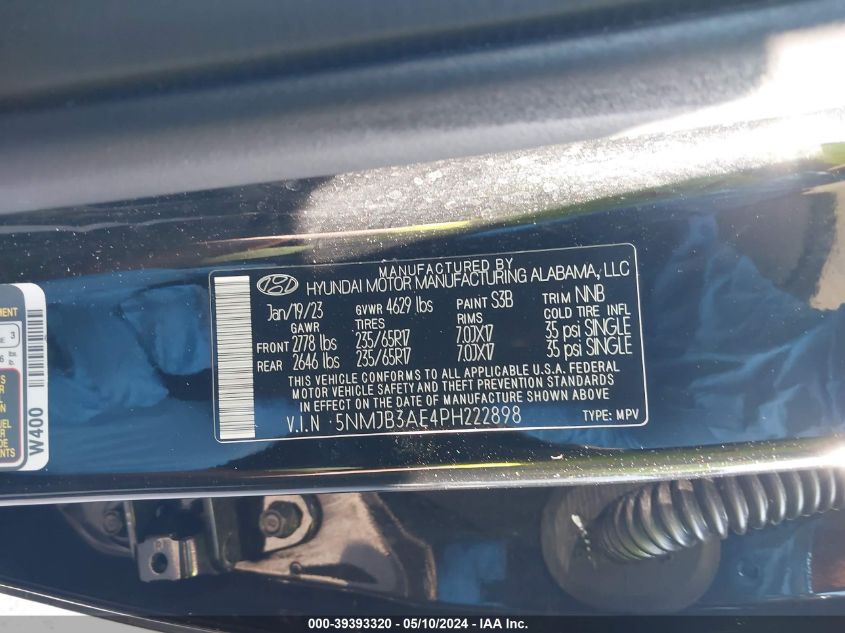 MANUFACTURED BY
HYUNDAI MOTOR MANUFACTURING ALABAMA, LLC
Jan/19/23 GVWR 4629 lbs PAINT S3B TRIM NNB
GAWR TIRES RIMS COLD TIRE INFL
FRONT 2778 lbs 235/65R17 7.0JX17 35 psi SINGLE
REAR 2646 lbs 235/65R17 7.0JX17 35 psi SINGLE
THIS VEHICLE CONFORMS TO ALL APPLICABLE U.S.A. FEDERAL
MOTOR VEHICLE SAFETY AND THEFT PREVENTION STANDARDS
IN EFFECT ON THE DATE OF MANUFACTURE SHOWN ABOVE.
V.I.N : 5NMJB3AE4PH222898 TYPE: MPV
W400
000-39393320 - 05/10/2024 - IAA Inc.